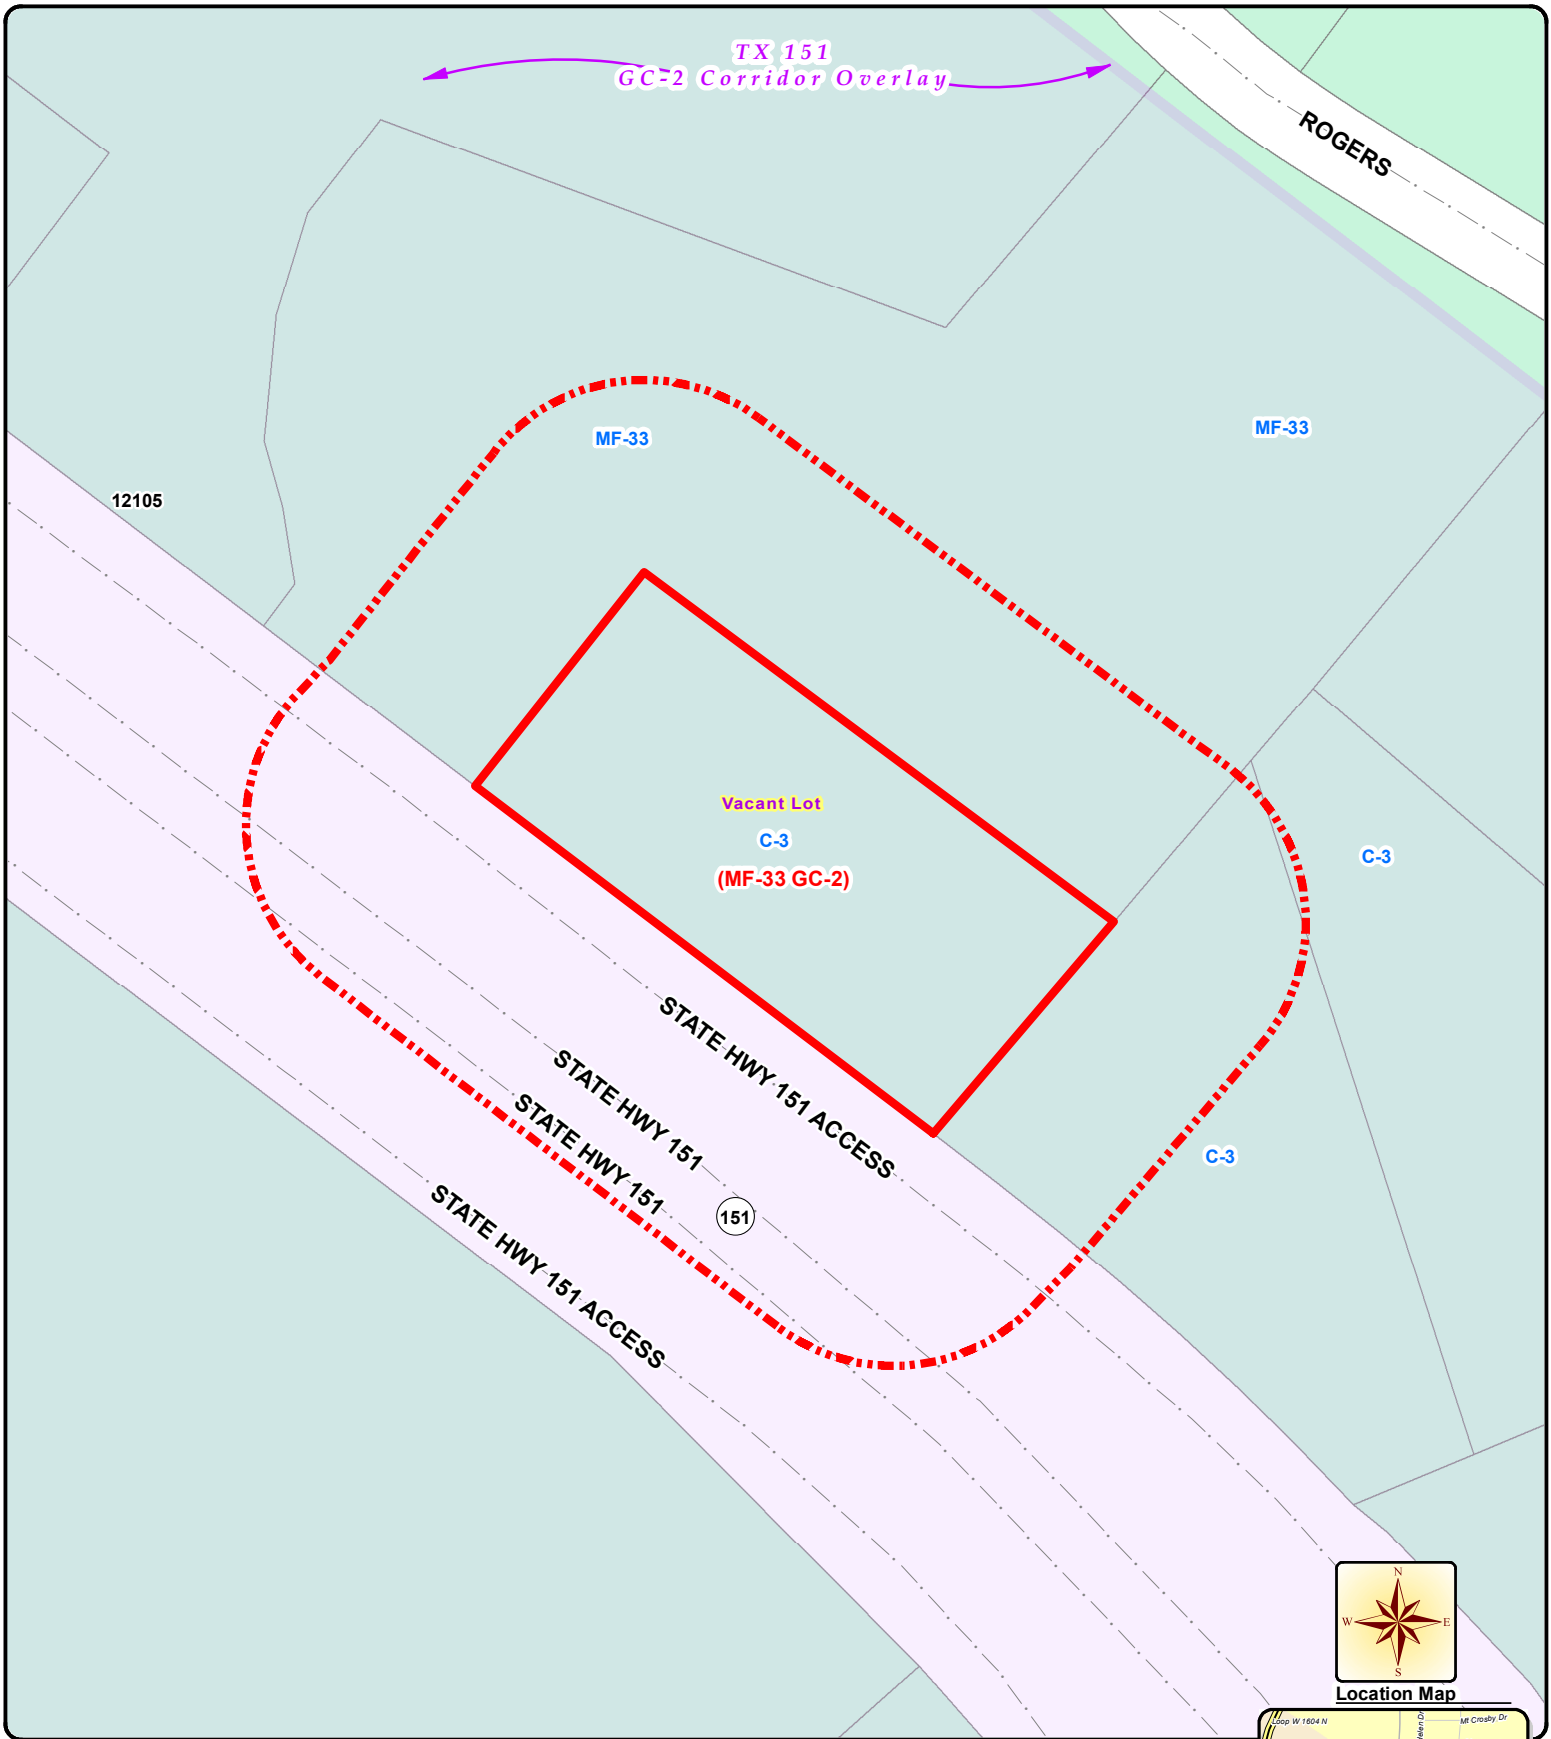 TX 151
GC-2 Corridor Overlay
ROGERS
MF-33
MF-33
12105
Vacant Lot
C-3
(MF-33 GC-2)
C-3
STATE HWY 151 ACCESS
STATE HWY 151
STATE HWY 151
C-3
STATE HWY 151 ACCESS
151
N
W
E
S
Location Map
Loop W 1604 N
Mt Crosby Dr